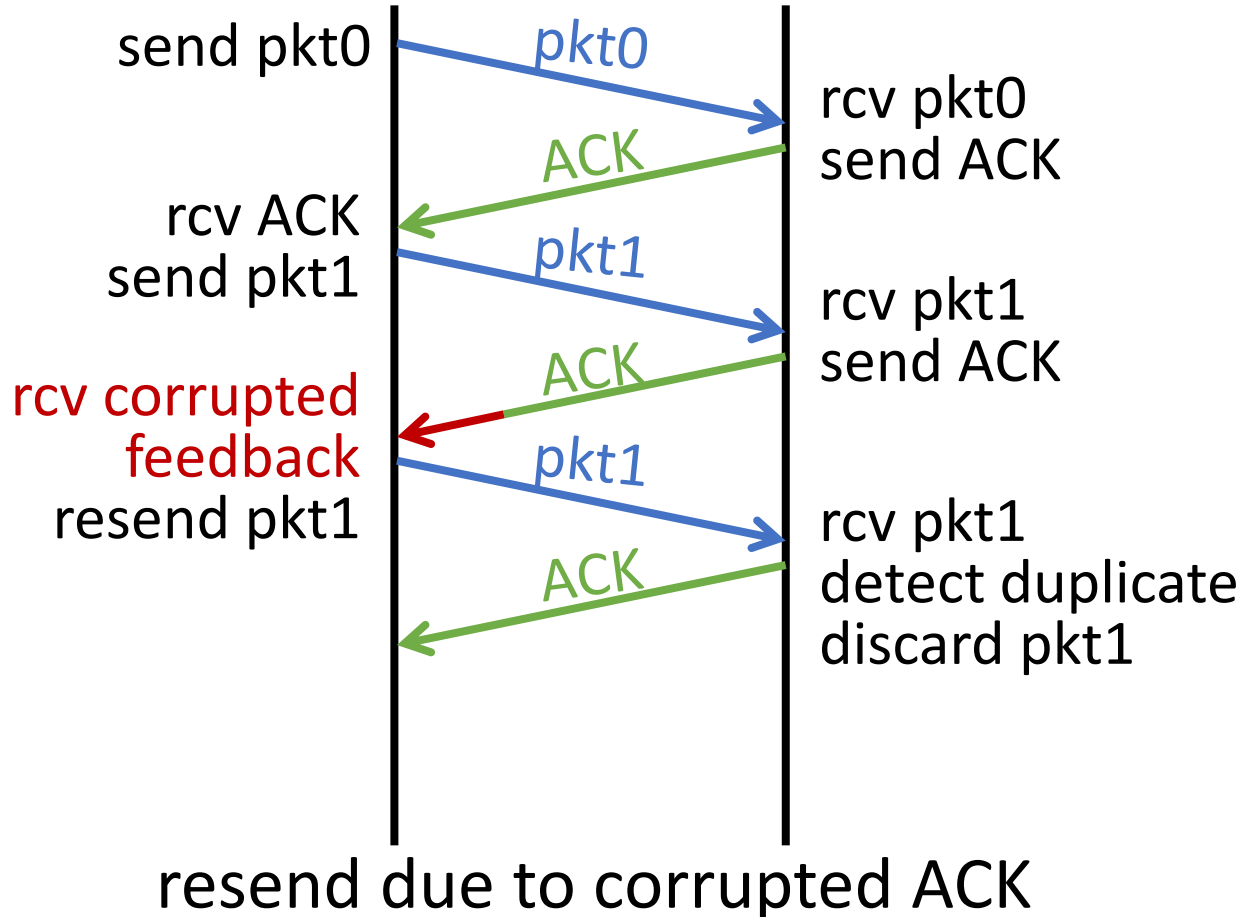 send pkt0
pkt0
rcv pkt0
send ACK
ACK
rcv ACK
send pkt1
pkt1
rcv pkt1
send ACK
ACK
rcv corrupted
feedback
resend pkt1
pkt1
rcv pkt1
detect duplicate
discard pkt1
ACK
resend due to corrupted ACK